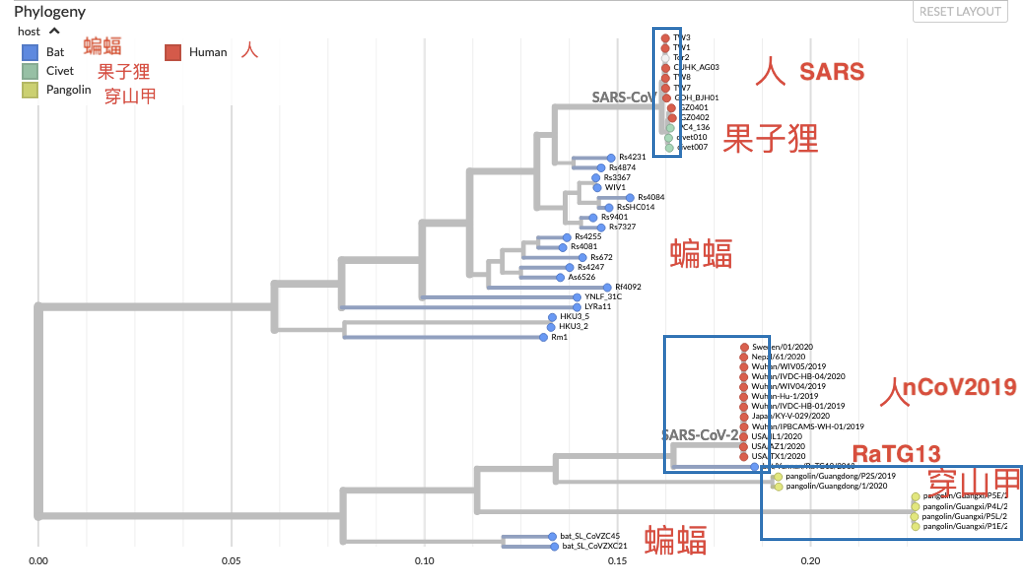 Phylogeny
RESET LAYOUT
host
Bat 蝙蝠
Human 人
Civet 果子狸
Pangolin 穿山甲
TW3
TW1
Tor2
CUHK_AG03
人 SARS
TW8
TW7
SARS-CoV
GDH_BJH01
GZ0401
GZ0402
PC4_136
果子狸
civet010
civet007
Rs4231
Rs4874
Rs3367
WIV1
Rs4084
RsSHC014
Rs9401
Rs7327
Rs4255
Rs4081
蝙蝠
Rs672
Rs4247
As6526
Rf4092
YNLF_31C
LYRa11
HKU3_5
HKU3_2
Rm1
Sweden/01/2020
Nepal/61/2020
Wuhan/WIV05/2019
Wuhan/IVDC-HB-04/2020
Wuhan/WIV04/2019
人nCoV2019
Wuhan-Hu-1/2019
Wuhan/IVDC-HB-01/2019
Japan/KY-V-029/2020
Wuhan/IPBCAMS-WH-01/2019
SARS-CoV-2
USA/IL1/2020
USA/AZ1/2020
USA/TX1/2020
RaTG13
pangolin/Guangdong/P2S/2019
穿山甲
pangolin/Guangdong/1/2020
pangolin/Guangxi/P5E/2
pangolin/Guangxi/P4L/2
pangolin/Guangxi/P5L/2
pangolin/Guangxi/P1E/2
bat_SL_CoVZC45
蝙蝠
bat_SL_CoVZXC21
0.00 0.05 0.10 0.15 0.20